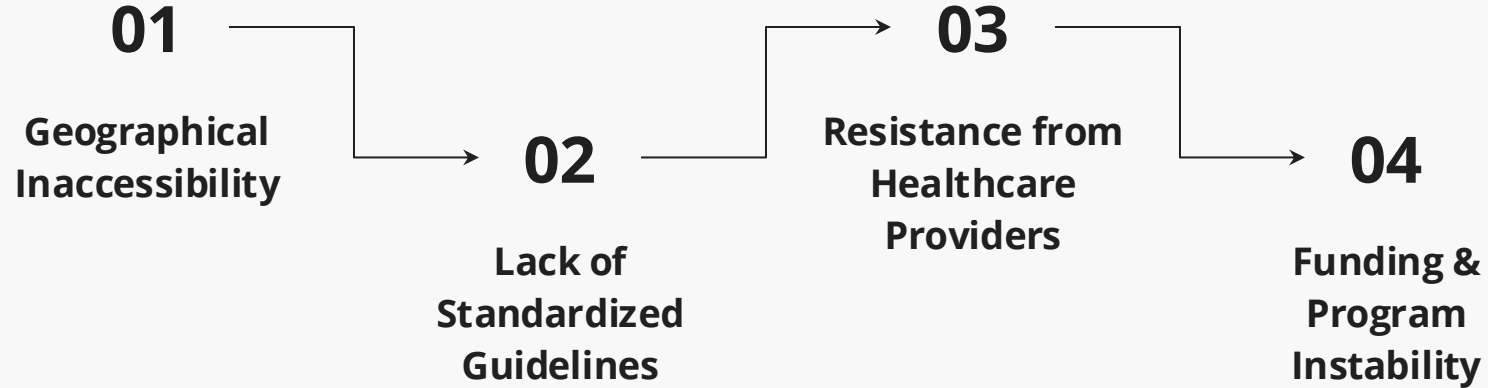 01
Geographical
Inaccessibility
02
Lack of
Standardized
Guidelines
03
Resistance from
Healthcare
Providers
04
Funding &
Program
Instability